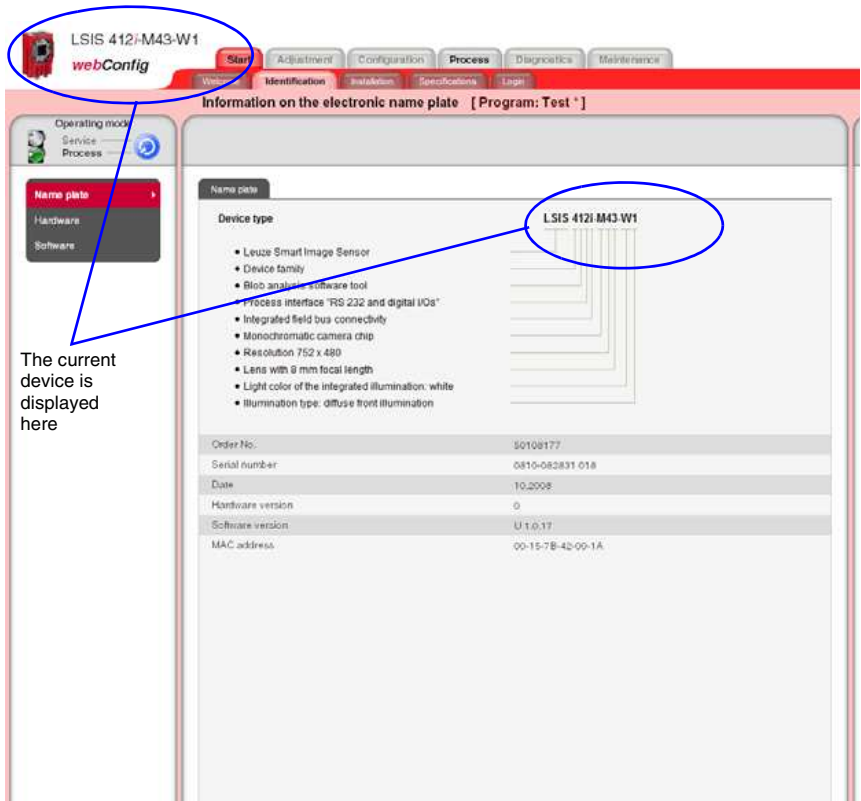 LSIS 412i-M43-W1
webConfig
Start Adjustment Configuration Process Diagnostics Maintenance
Welcome Identification Installation Specifications Login
Information on the electronic name plate [ Program: Test * ]
Operating mode
Service
Process
Name plate
Hardware
Software
The current
device is
displayed
here
Name plate
Device type LSIS 412i-M43-W1
• Leuze Smart Image Sensor
• Device family
• Blob analysis software tool
• Process interface "RS 232 and digital I/Os"
• Integrated field bus connectivity
• Monochromatic camera chip
• Resolution 752 x 480
• Lens with 8 mm focal length
• Light color of the integrated illumination: white
• Illumination type: diffuse front illumination
Order No. 50108177
Serial number 0810-082831 018
Date 10.2008
Hardware version 0
Software version U 1.0.17
MAC address 00-15-7B-42-00-1A